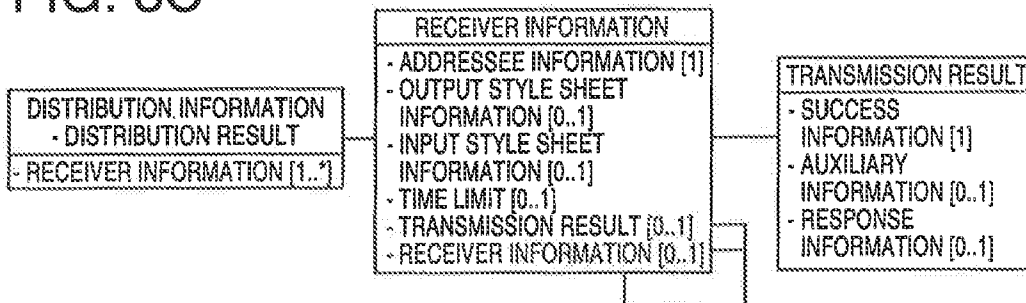 DISTRIBUTION INFORMATION
- DISTRIBUTION RESULT
- RECEIVER INFORMATION [1..*]
RECEIVER INFORMATION
- ADDRESSEE INFORMATION [1]
- OUTPUT STYLE SHEET
INFORMATION [0..1]
- INPUT STYLE SHEET
INFORMATION [0..1]
- TIME LIMIT [0..1]
- TRANSMISSION RESULT [0..1]
- RECEIVER INFORMATION [0..1]
TRANSMISSION RESULT
- SUCCESS
INFORMATION [1]
- AUXILIARY
INFORMATION [0..1]
- RESPONSE
INFORMATION [0..1]